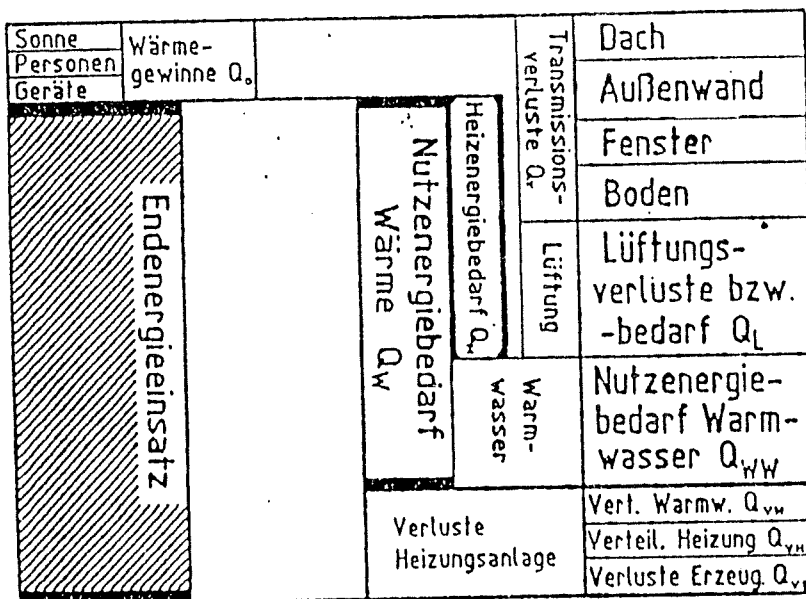 Sonne
Personen
Geräte
Wärme-
gewinne Q₀
Endenergieeinsatz
Nutzenergiebedarf
Wärme Q_W
Heizenergiebedarf Q_H
Transmissions-
verluste Q_T
Lüftung
Warm-
wasser
Verluste
Heizungsanlage
Dach
Außenwand
Fenster
Boden
Lüftungs-
verluste bzw.
-bedarf Q_L
Nutzenergie-
bedarf Warm-
wasser Q_WW
Vert. Warmw. Q_VW
Verteil. Heizung Q_VH
Verluste Erzeug.